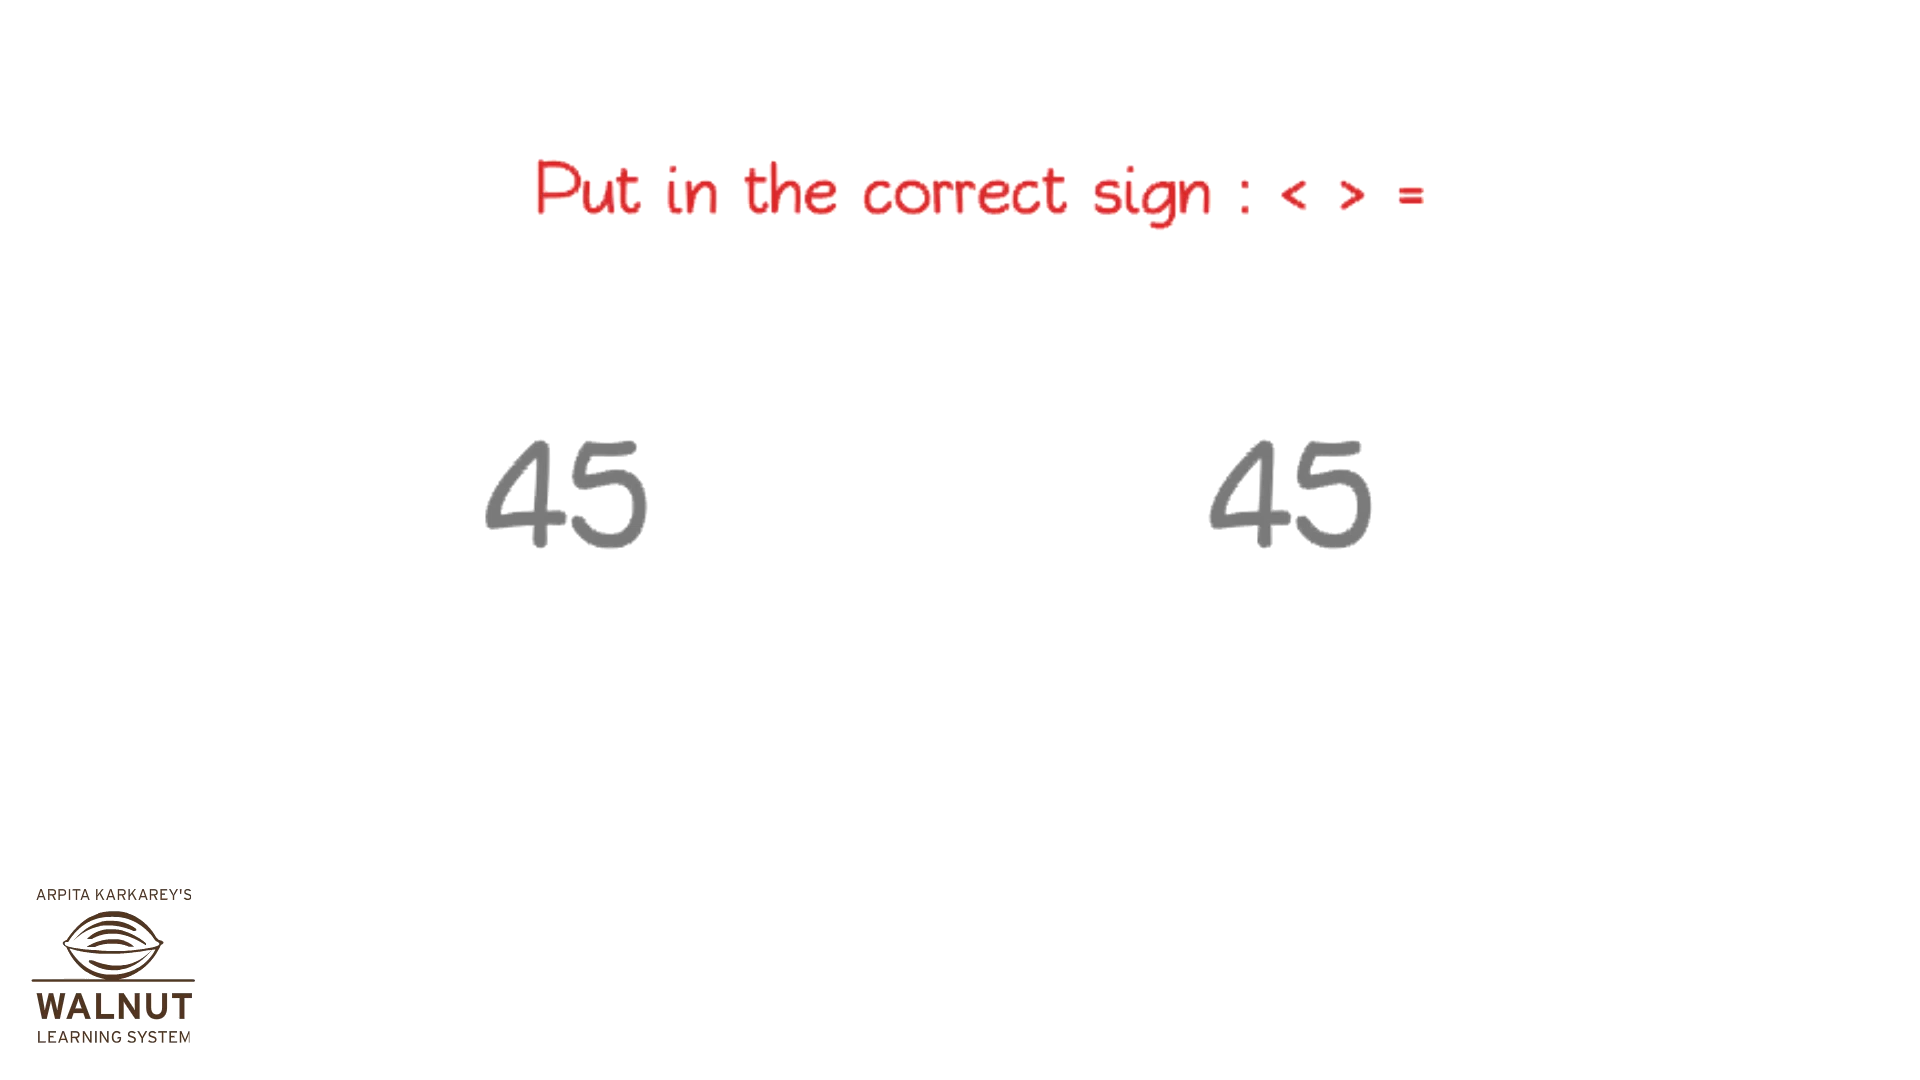 Put in the correct sign : < > =
45 45
ARPITA KARKAREY'S
WALNUT
LEARNING SYSTEM